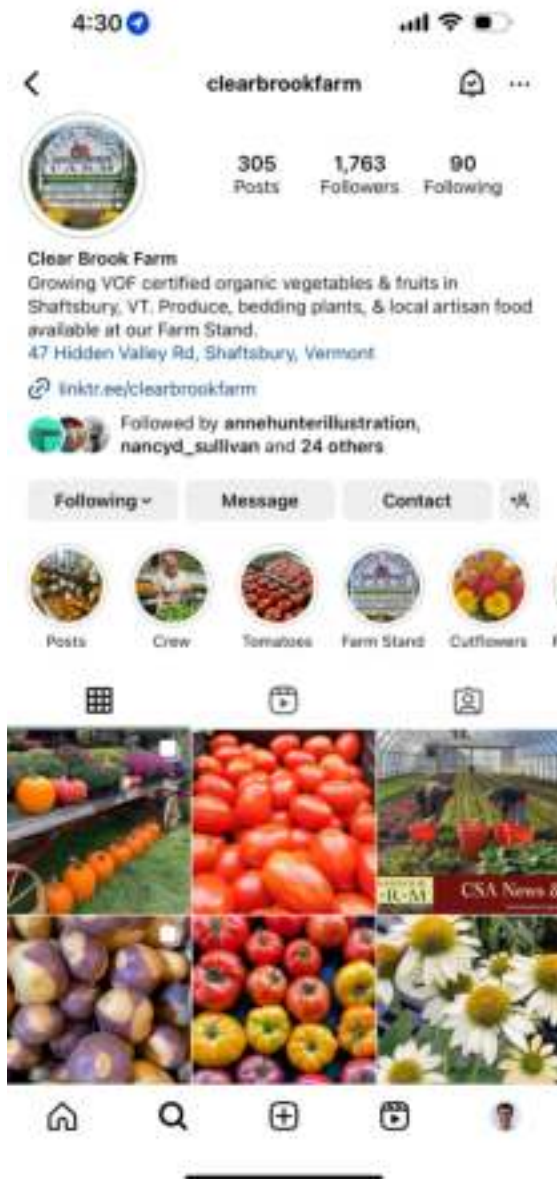 4:30
clearbrookfarm
305
Posts
1,763
Followers
90
Following
Clear Brook Farm
Growing VOF certified organic vegetables & fruits in
Shaftsbury, VT. Produce, bedding plants, & local artisan food
available at our Farm Stand.
47 Hidden Valley Rd, Shaftsbury, Vermont
linktr.ee/clearbrookfarm
Followed by annehunterillustration,
nancyd_sullivan and 24 others
Following
Message
Contact
Posts
Crew
Tomatoes
Farm Stand
Cutflowers
CSA News &